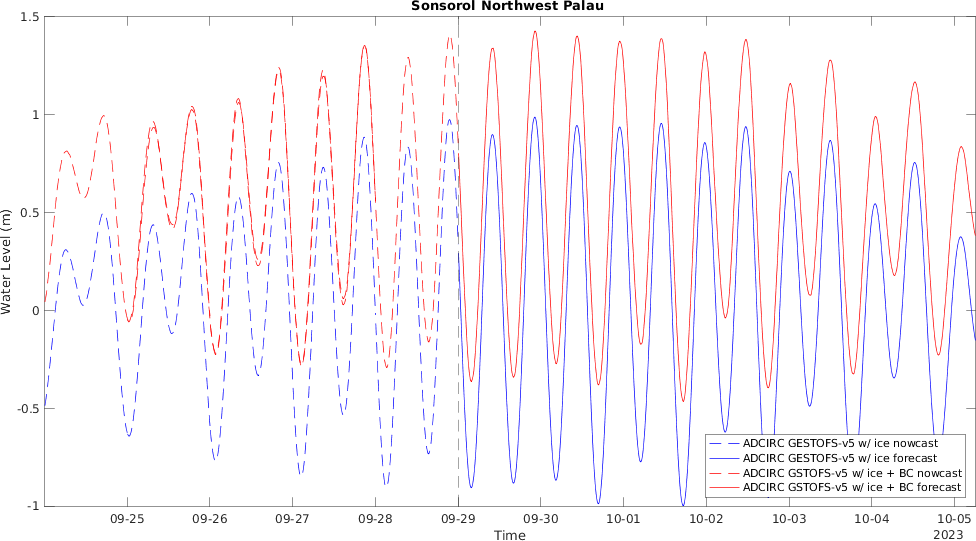 Sonsorol Northwest Palau
1.5
1
0.5
0
-0.5
-1
Water Level (m)
ADCIRC GESTOFS-v5 w/ ice nowcast
ADCIRC GESTOFS-v5 w/ ice forecast
ADCIRC GSTOFS-v5 w/ ice + BC nowcast
ADCIRC GSTOFS-v5 w/ ice + BC forecast
09-25 09-26 09-27 09-28 09-29 09-30 10-01 10-02 10-03 10-04 10-05
Time
2023